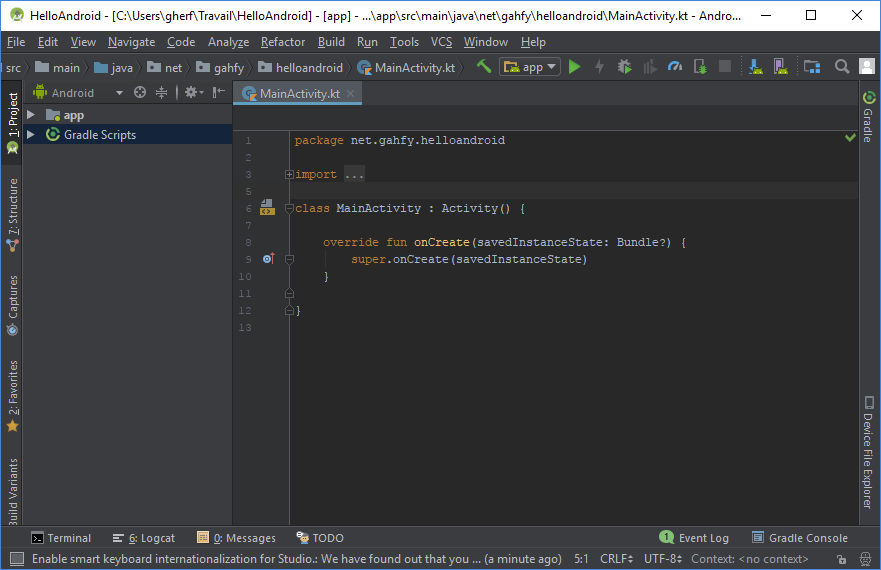 HelloAndroid - [C:\Users\gherf\Travail\HelloAndroid] - [app] - ...\app\src\main\java\net\gahfy\helloandroid\MainActivity.kt - Andro...
File Edit View Navigate Code Analyze Refactor Build Run Tools VCS Window Help
src main java net gahfy helloandroid MainActivity.kt app
Android
MainActivity.kt
app
Gradle Scripts
1: Project
7: Structure
Captures
2: Favorites
Build Variants
1 package net.gahfy.helloandroid
2
3 import ...
5
6 class MainActivity : Activity() {
7
8 override fun onCreate(savedInstanceState: Bundle?) {
9 super.onCreate(savedInstanceState)
10 }
11
12 }
13
Gradle
Device File Explorer
Terminal 6: Logcat 0: Messages TODO 1 Event Log Gradle Console
Enable smart keyboard internationalization for Studio.: We have found out that you ... (a minute ago) 5:1 CRLF UTF-8 Context: <no context>